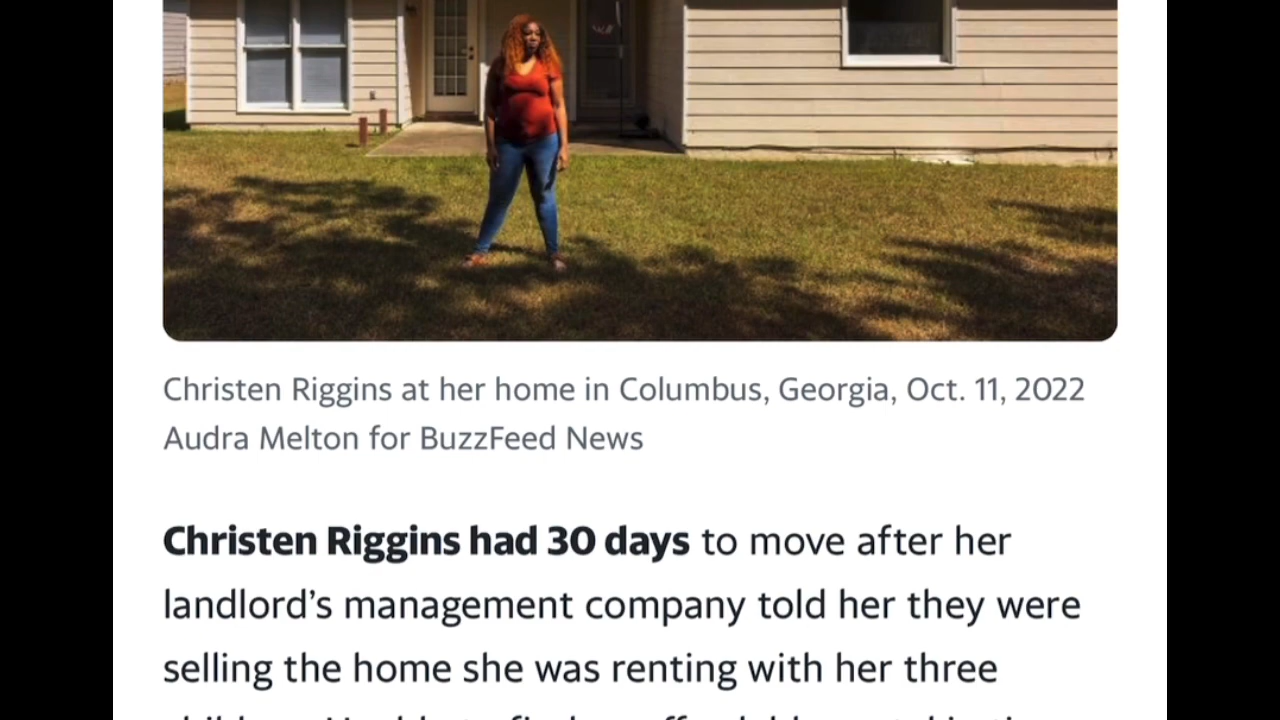 Christen Riggins at her home in Columbus, Georgia, Oct. 11, 2022
Audra Melton for BuzzFeed News
Christen Riggins had 30 days to move after her
landlord’s management company told her they were
selling the home she was renting with her three